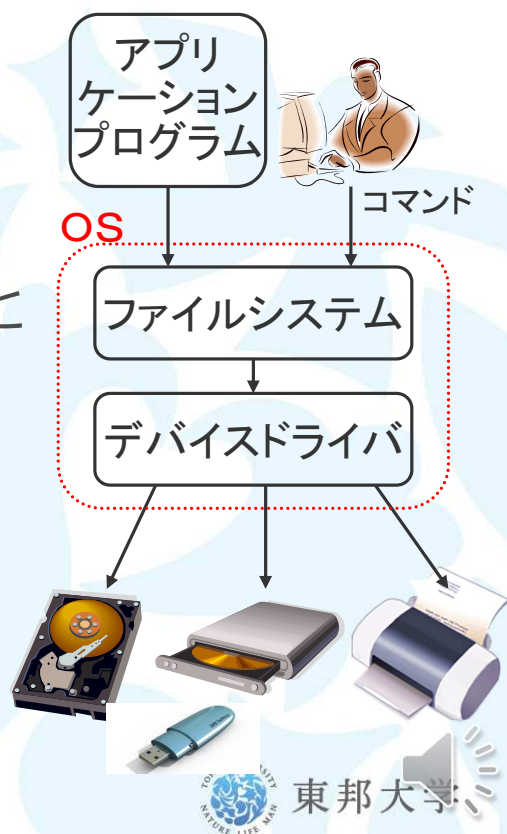 アプリ
ケーション
プログラム
コマンド
OS
と
ファイルシステム
デバイスドライバ
東邦大学